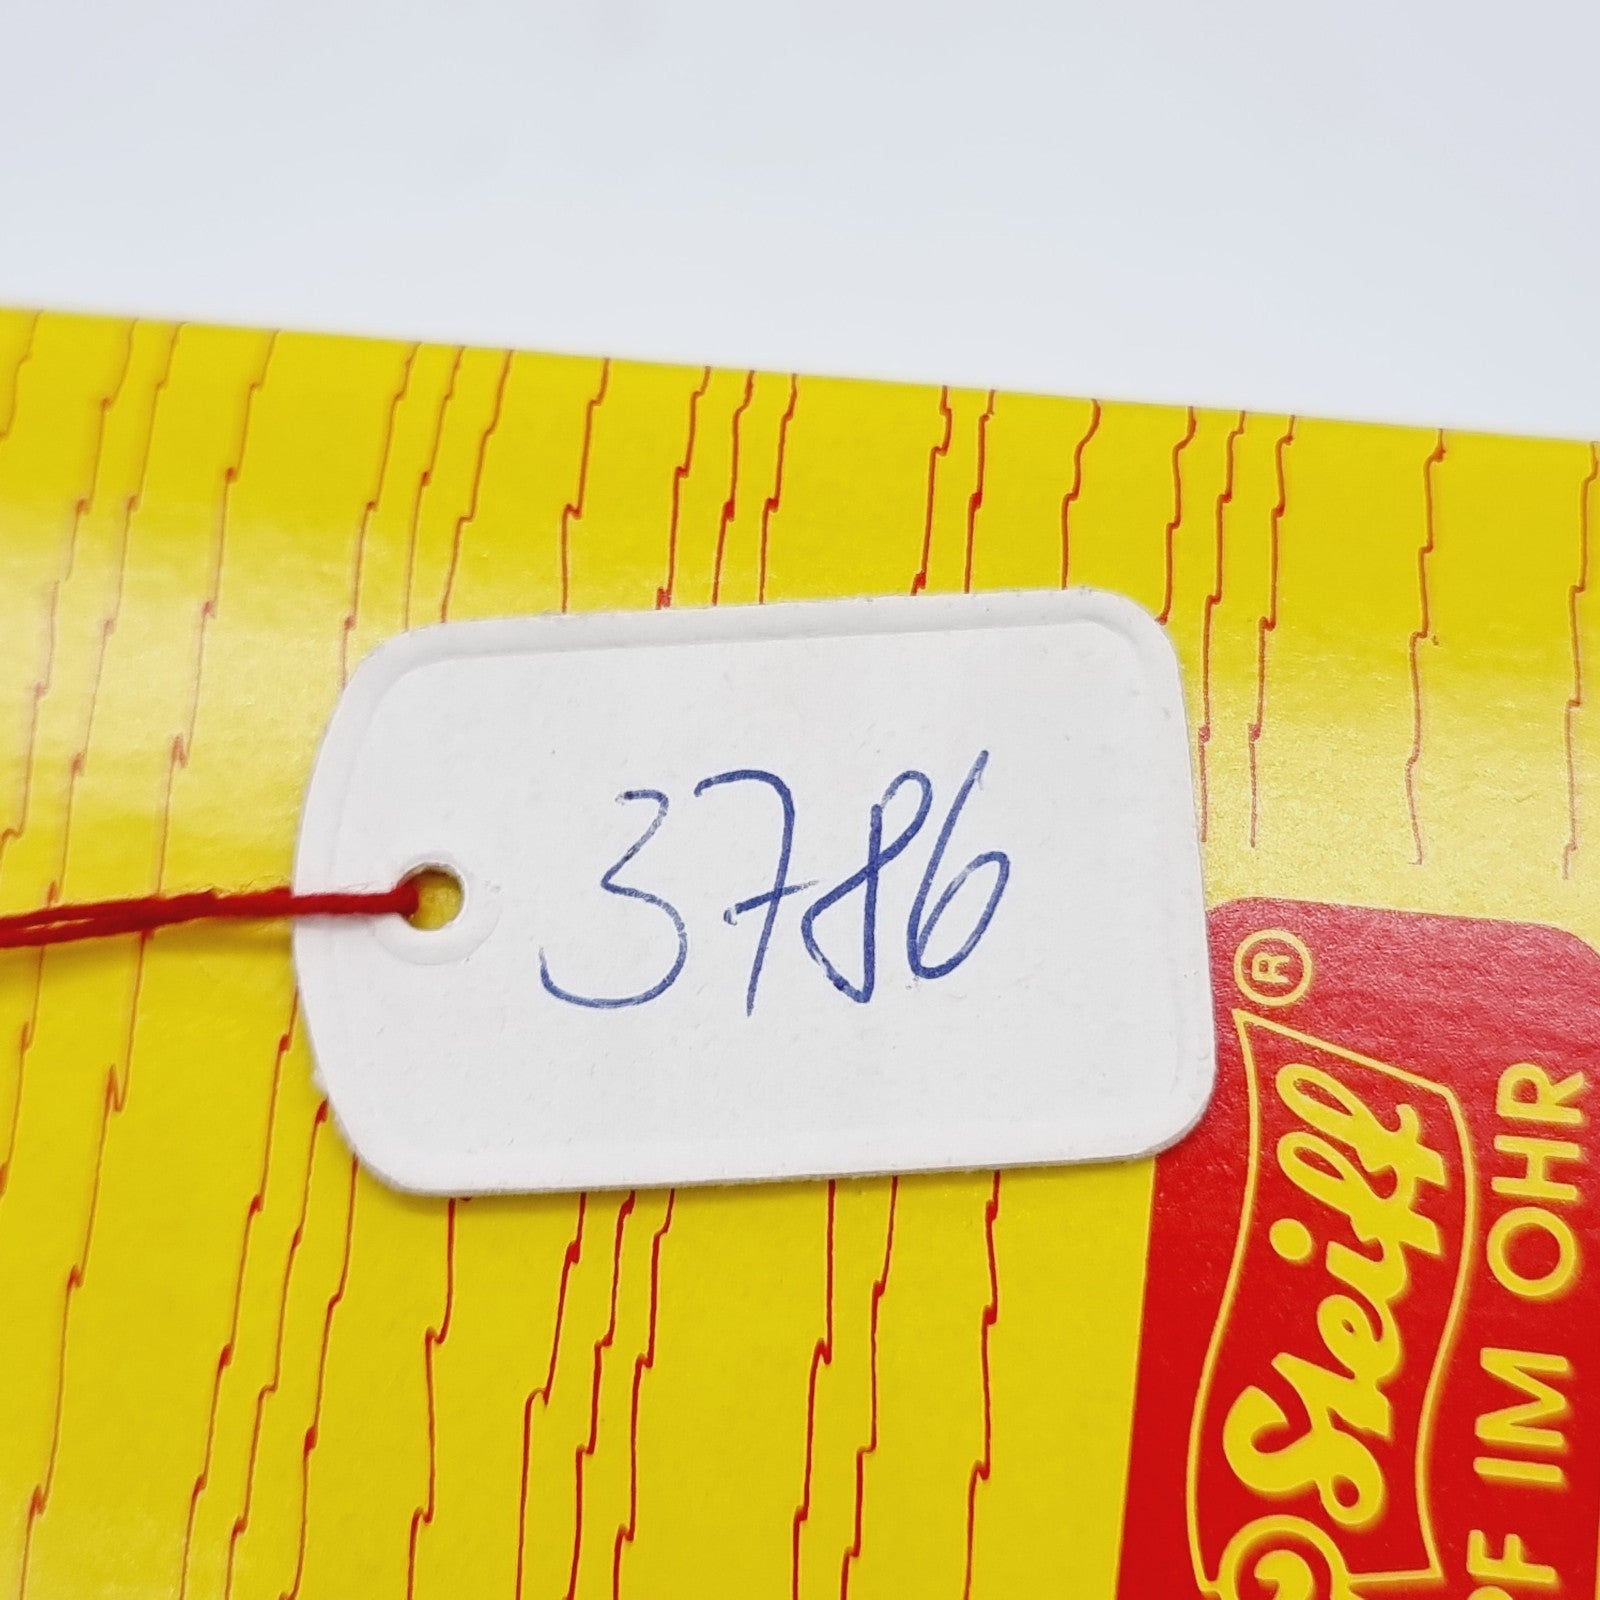 3786
®
Steiff
IM OHR